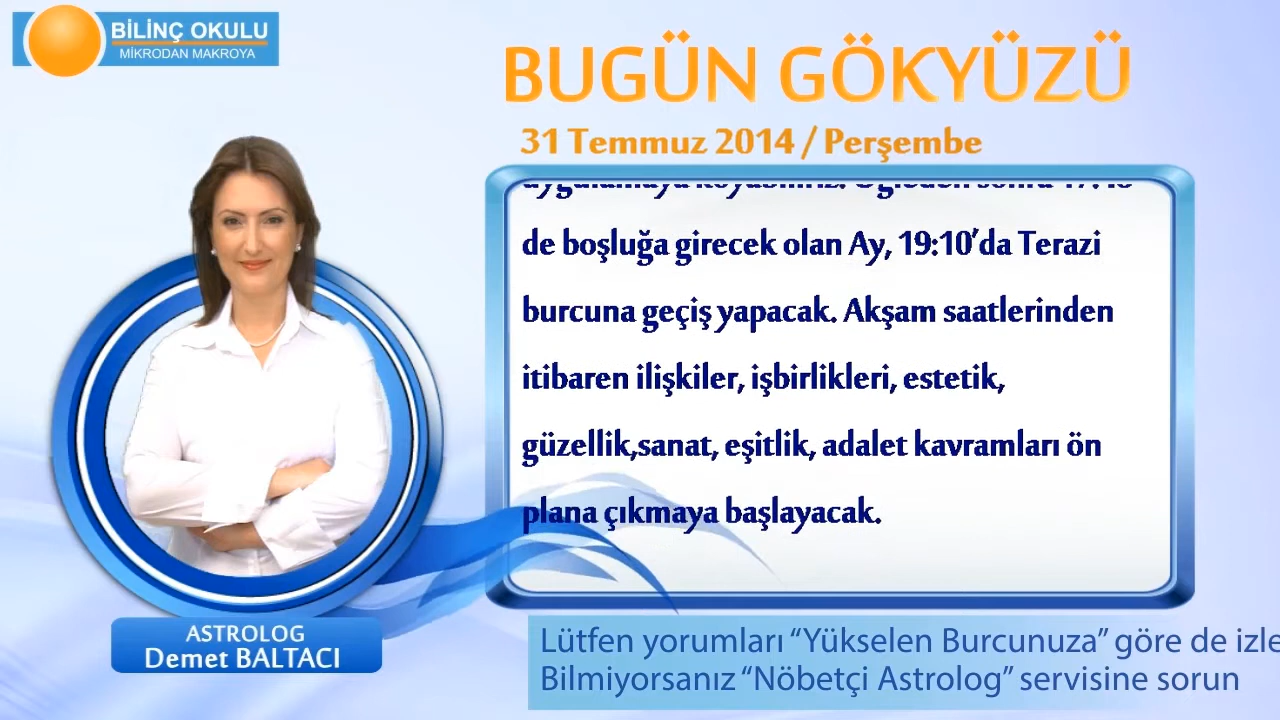 BİLİNÇ OKULU
MİKRODAN MAKROYA
BUGÜN GÖKYÜZÜ
31 Temmuz 2014 / Perşembe
sonra
de boşluğa girecek olan Ay, 19:10’da Terazi
burcuna geçiş yapacak. Akşam saatlerinden
itibaren ilişkiler, işbirlikleri, estetik,
güzellik,sanat, eşitlik, adalet kavramları ön
plana çıkmaya başlayacak.
ASTROLOG
Demet BALTACI
Lütfen yorumları “Yükselen Burcunuza” göre de izle
Bilmiyorsanız “Nöbetçi Astrolog” servisine sorun